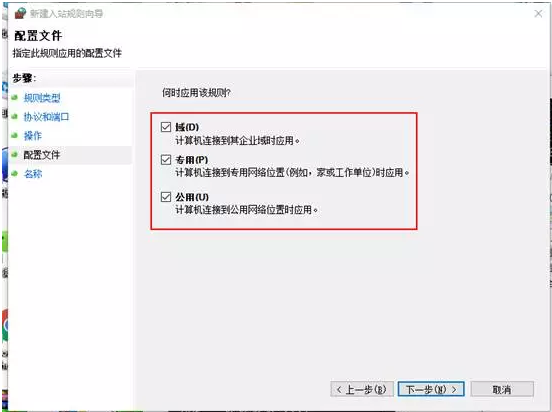 新建入站规则向导
配置文件
指定此规则应用的配置文件
步骤:
规则类型
协议和端口
操作
配置文件
名称
何时应用该规则?
域(D)
计算机连接到其企业域时应用。
专用(P)
计算机连接到专用网络位置(例如，家或工作单位)时应用。
公用(U)
计算机连接到公用网络位置时应用。
< 上一步(B)
下一步(N) >
取消